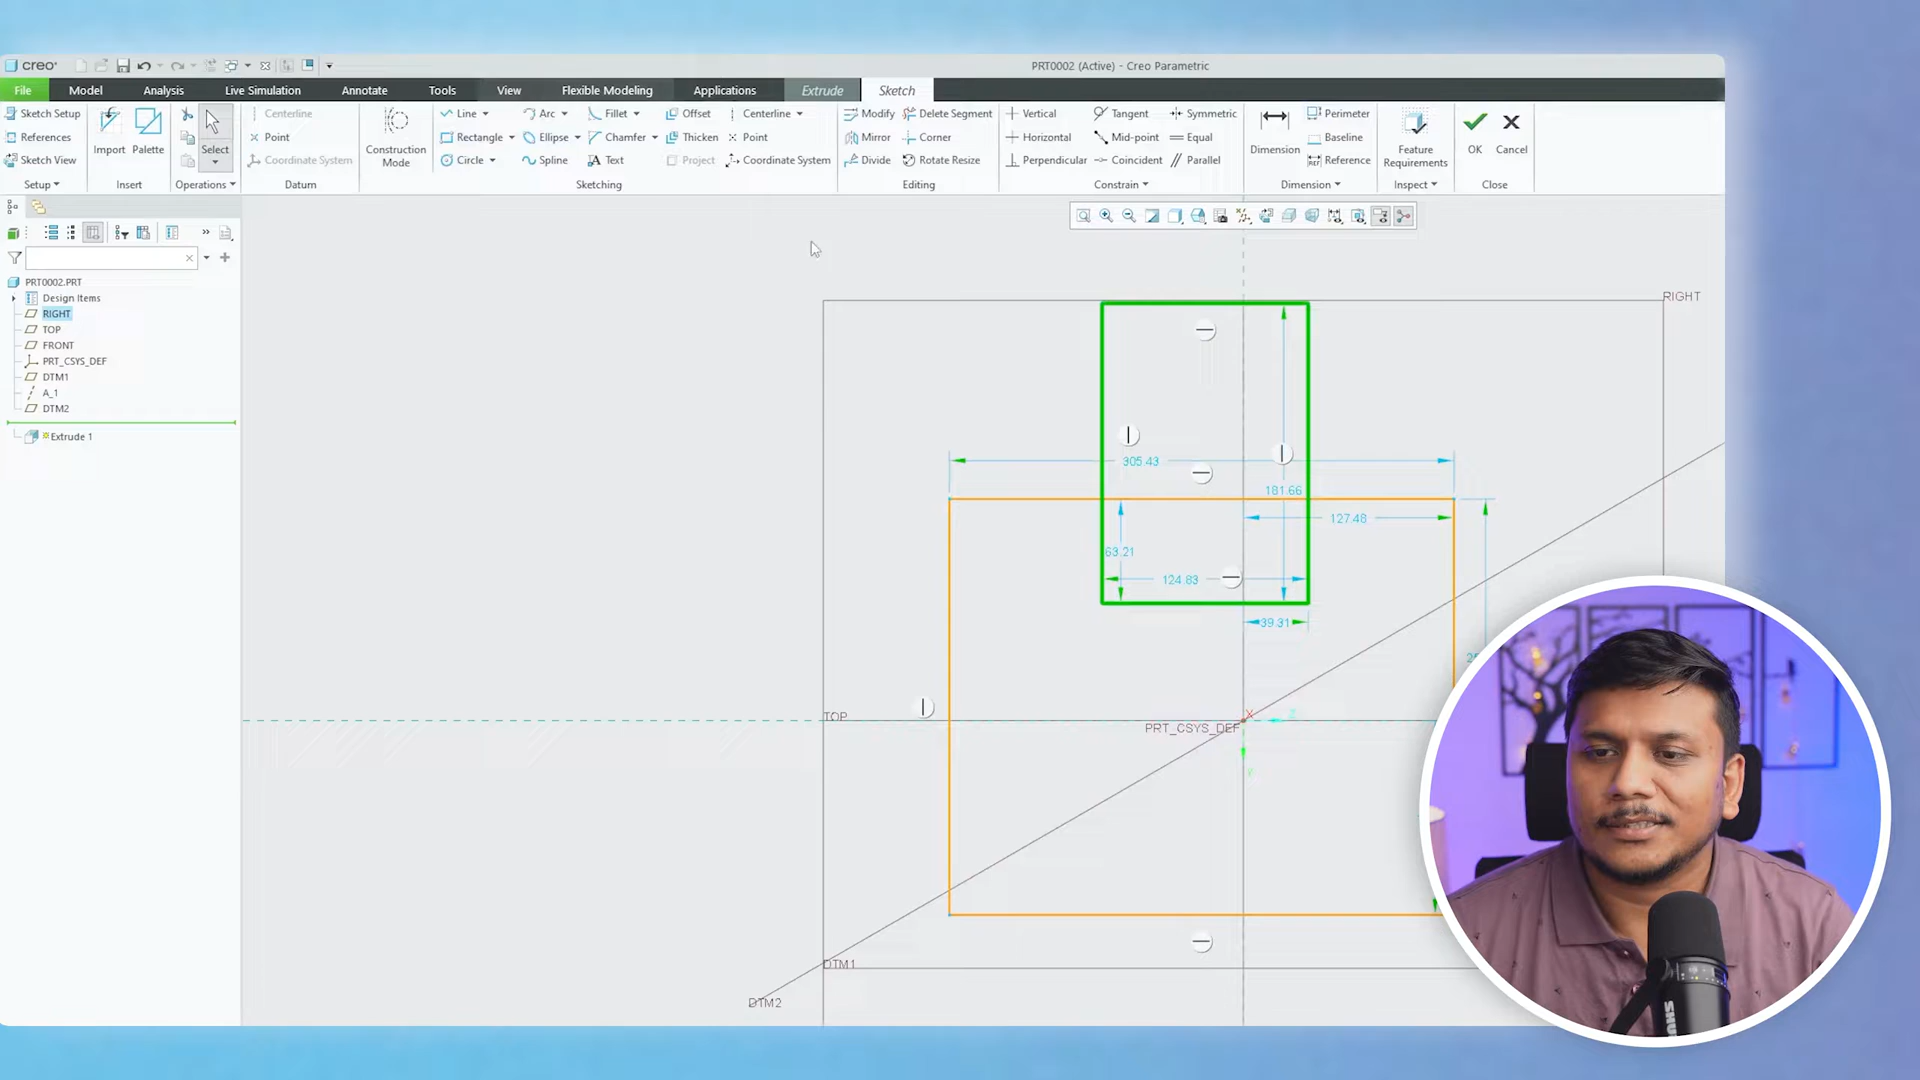 creo
PRT0002 (Active) - Creo Parametric
File Model Analysis Live Simulation Annotate Tools View Flexible Modeling Applications Extrude Sketch
Sketch Setup
References
Sketch View
Setup
Import Palette
Insert
Select
Operations
Centerline
Point
Coordinate System
Datum
Construction Mode
Line Arc Fillet Offset Centerline
Rectangle Ellipse Chamfer Thicken Point
Circle Spline Text Project Coordinate System
Sketching
Modify Delete Segment
Mirror Corner
Divide Rotate Resize
Editing
Vertical Tangent Symmetric
Horizontal Mid-point Equal
Perpendicular Coincident Parallel
Constrain
Dimension
Perimeter
Baseline
Reference
Dimension
Feature Requirements
Inspect
OK Cancel
Close
PRT0002.PRT
Design Items
RIGHT
TOP
FRONT
PRT_CSYS_DEF
DTM1
A_1
DTM2
Extrude 1
RIGHT
305.43
181.66
127.48
63.21
124.83
39.31
TOP
X
PRT_CSYS_DEF
Y
DTM1
DTM2
SHURE